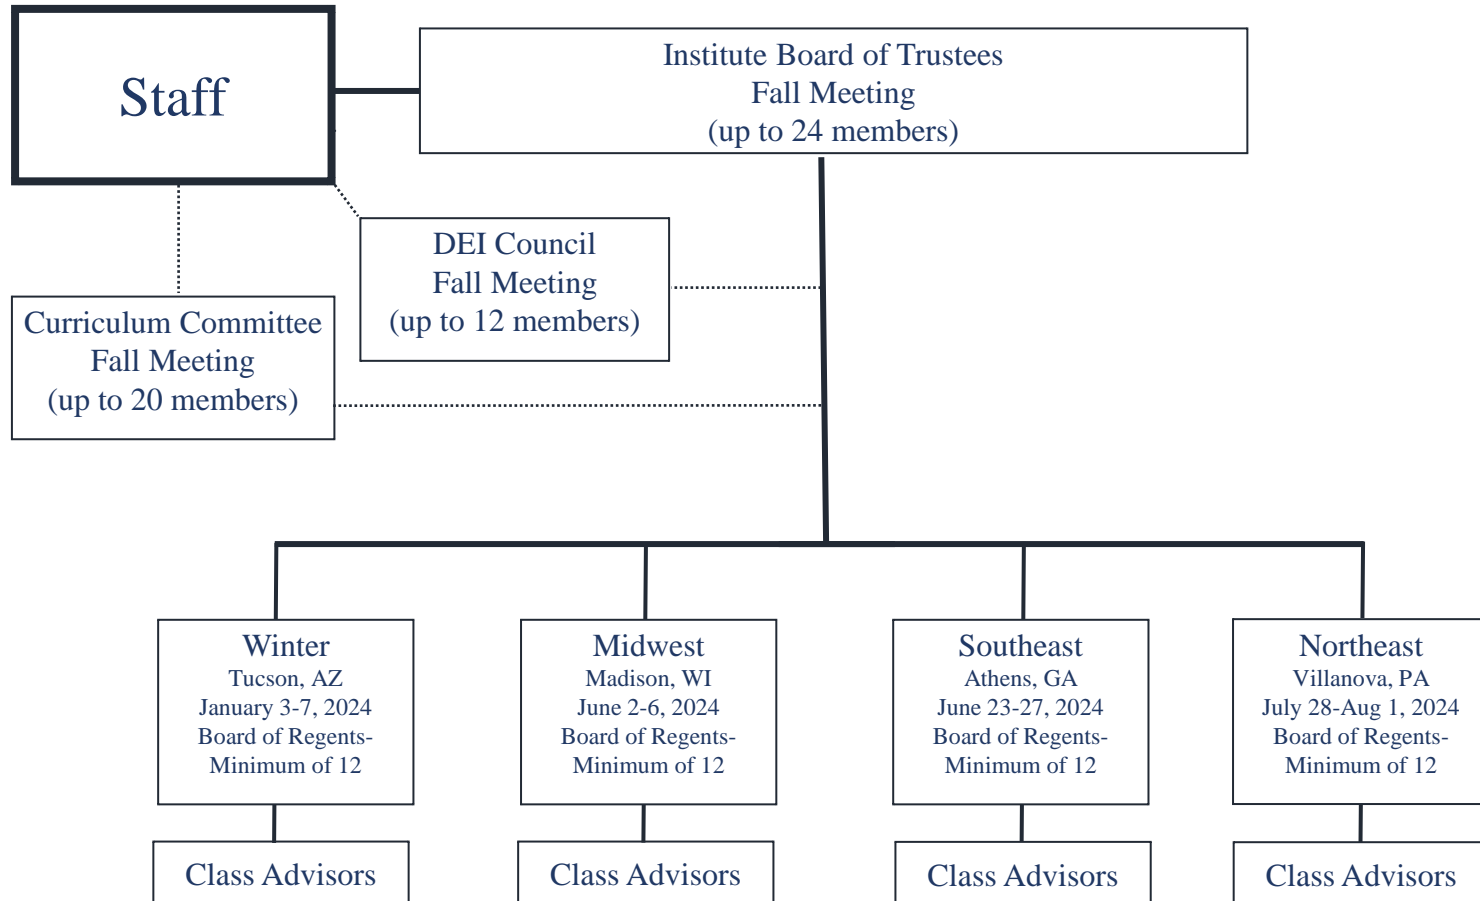 Staff
Institute Board of Trustees
Fall Meeting
(up to 24 members)
DEI Council
Fall Meeting
(up to 12 members)
Curriculum Committee
Fall Meeting
(up to 20 members)
Winter
Tucson, AZ
January 3-7, 2024
Board of Regents-
Minimum of 12
Midwest
Madison, WI
June 2-6, 2024
Board of Regents-
Minimum of 12
Southeast
Athens, GA
June 23-27, 2024
Board of Regents-
Minimum of 12
Northeast
Villanova, PA
July 28-Aug 1, 2024
Board of Regents-
Minimum of 12
Class Advisors
Class Advisors
Class Advisors
Class Advisors